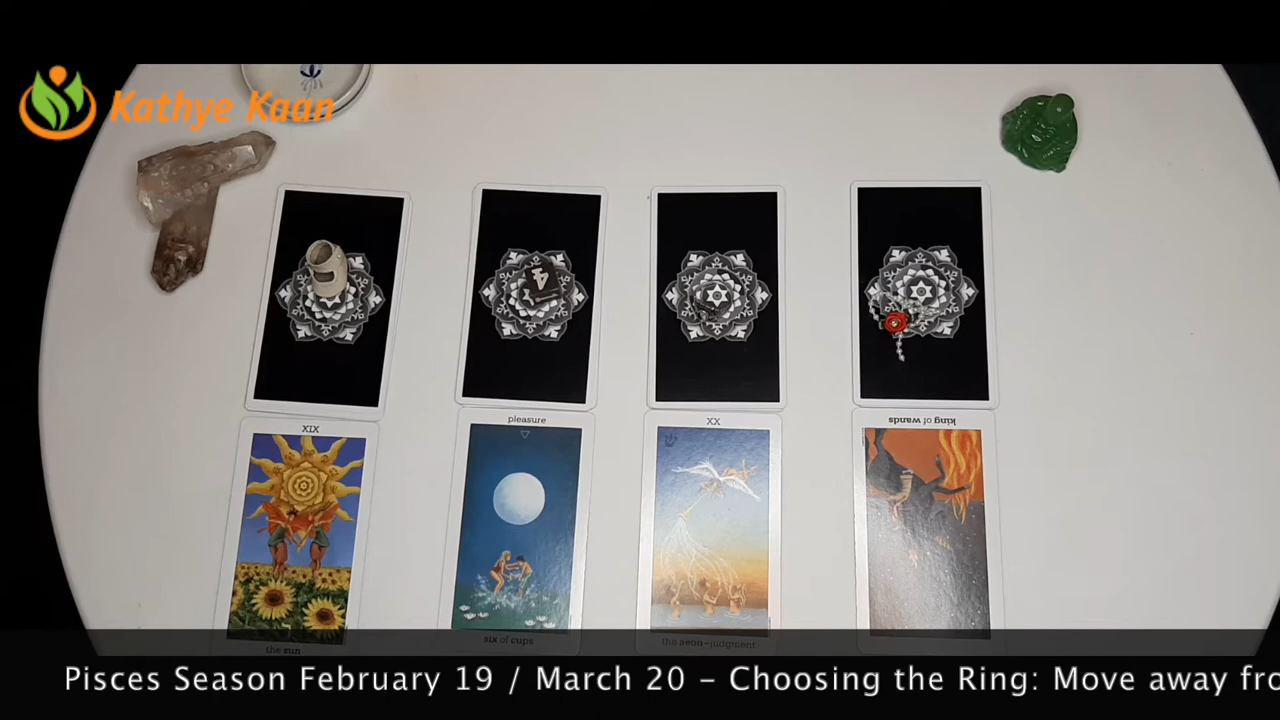 Kathye Kaan
XIX
pleasure
XX
king of wands
the sun
six of cups
the aeon-judgment
Pisces Season February 19 / March 20 - Choosing the Ring: Move away fro